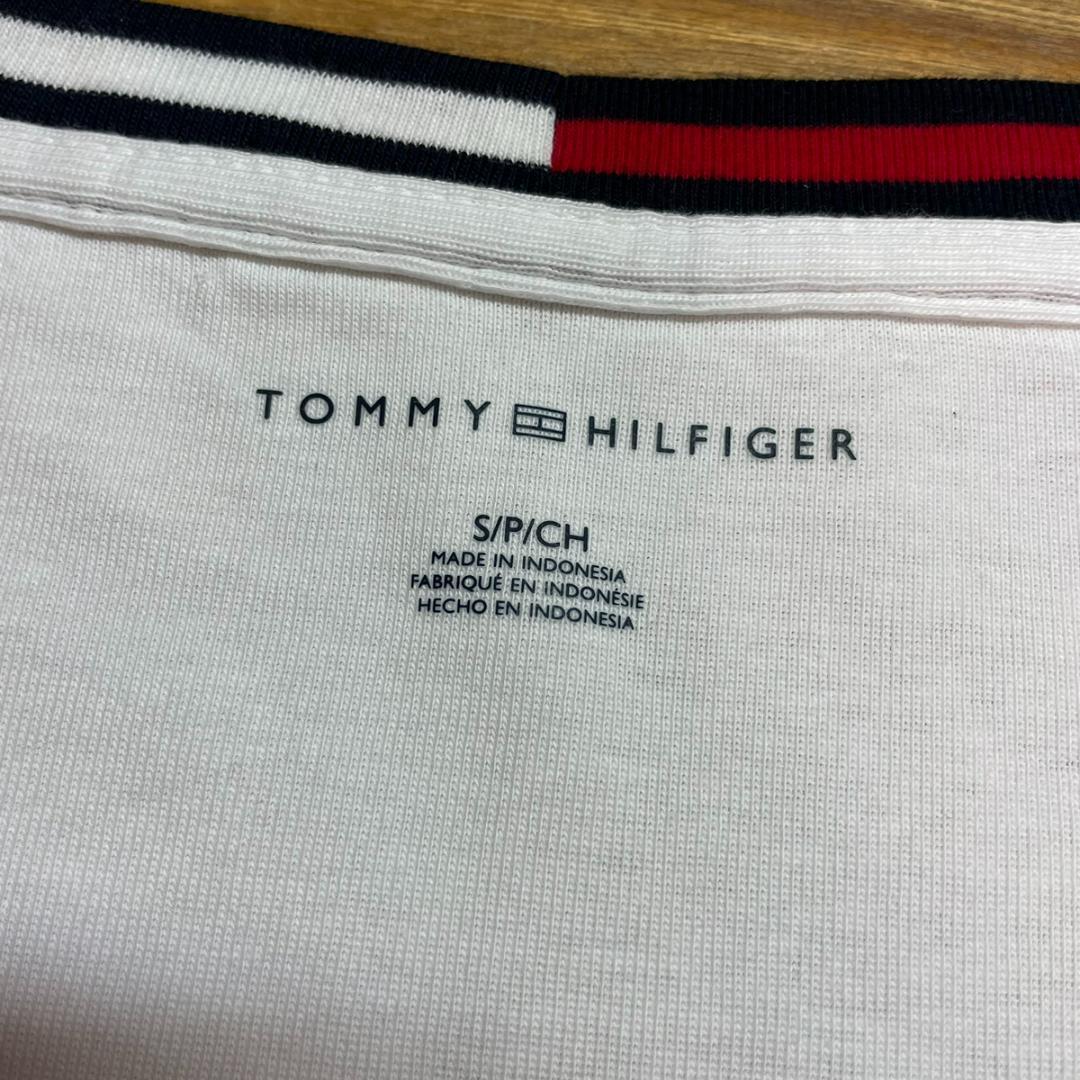 TOMMY HILFIGER
S/P/CH
MADE IN INDONESIA
FABRIQUÉ EN INDONÉSIE
HECHO EN INDONESIA